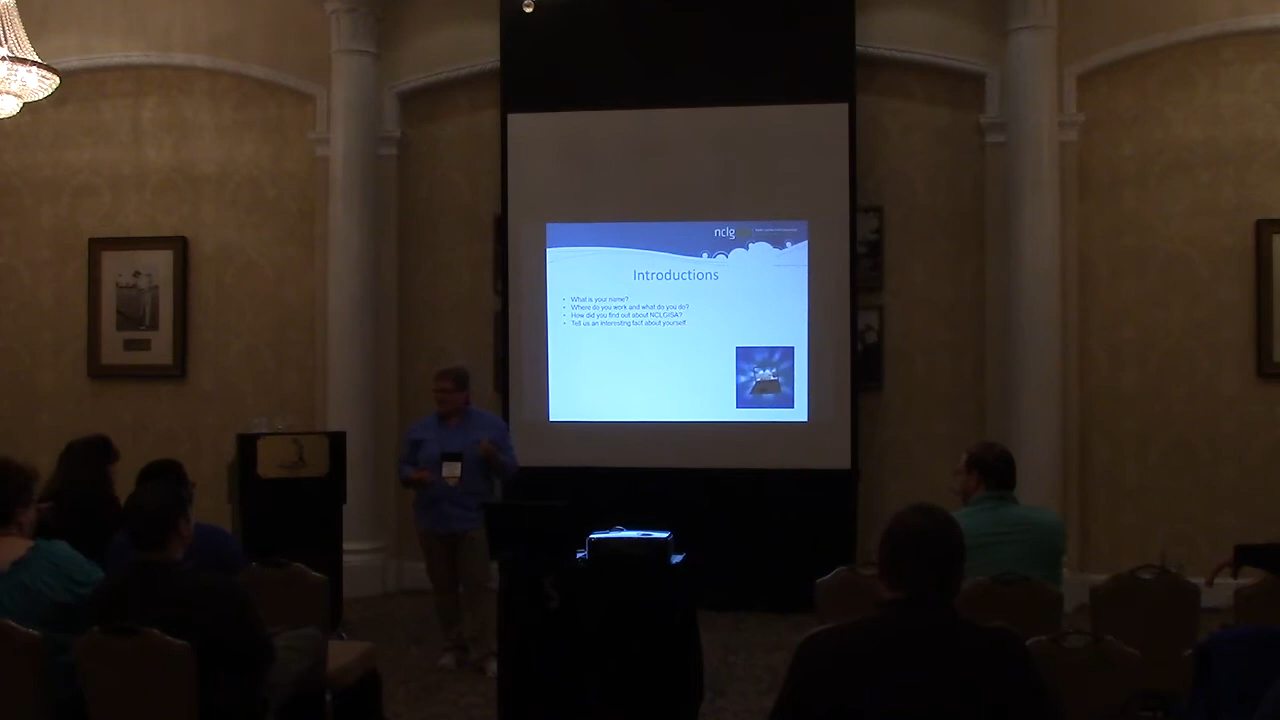 nclg
Introductions
• What is your name?
• Where do you work and what do you do?
• How did you find out about NCLGISA?
• Tell us an interesting fact about yourself